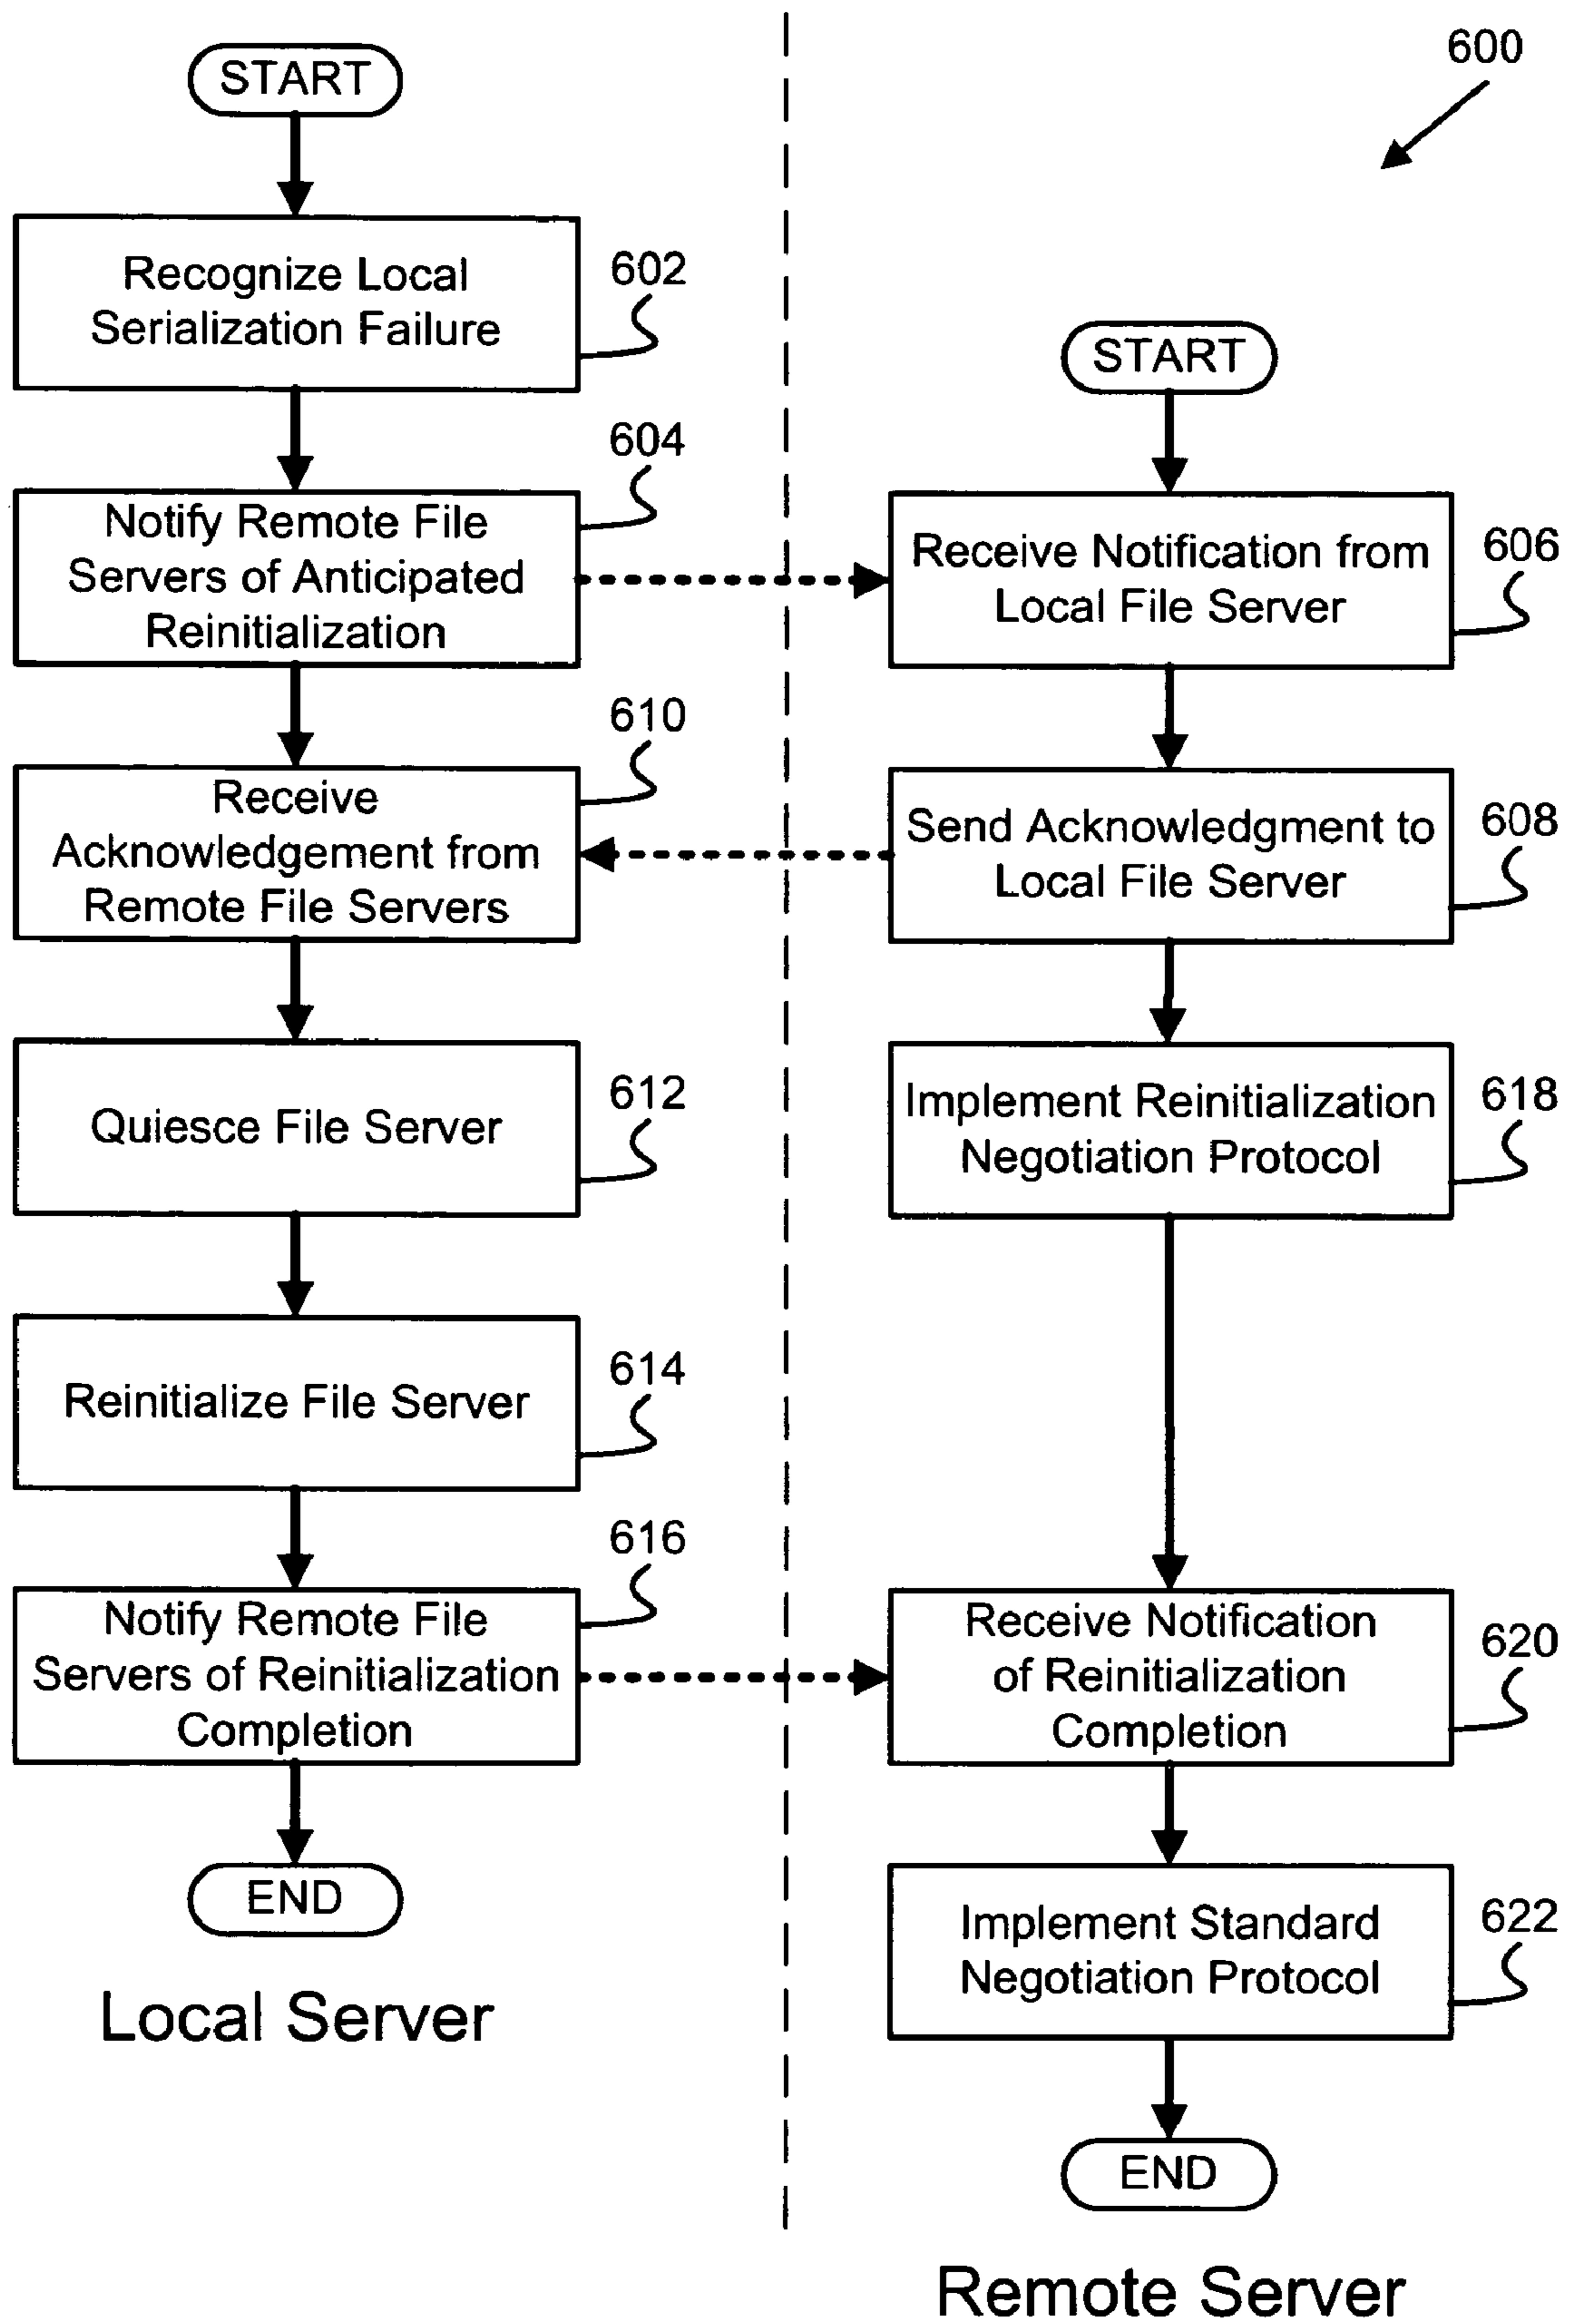 600
START
Recognize Local
Serialization Failure
602
604
Notify Remote File
Servers of Anticipated
Reinitialization
610
Receive
Acknowledgement from
Remote File Servers
Quiesce File Server
612
Reinitialize File Server
614
616
Notify Remote File
Servers of Reinitialization
Completion
END
Local Server
START
Receive Notification from
Local File Server
606
Send Acknowledgment to
Local File Server
608
Implement Reinitialization
Negotiation Protocol
618
Receive Notification
of Reinitialization
Completion
620
Implement Standard
Negotiation Protocol
622
END
Remote Server